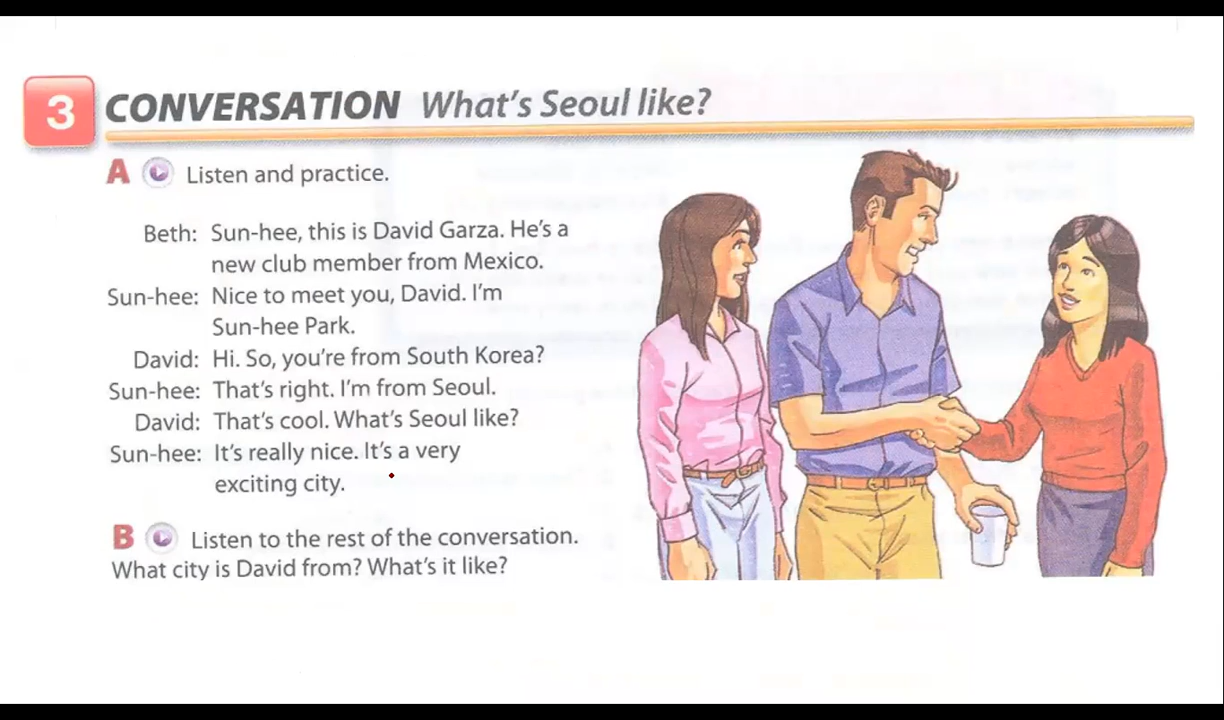 3 CONVERSATION What's Seoul like?
A Listen and practice.
Beth: Sun-hee, this is David Garza. He's a
new club member from Mexico.
Sun-hee: Nice to meet you, David. I'm
Sun-hee Park.
David: Hi. So, you're from South Korea?
Sun-hee: That's right. I'm from Seoul.
David: That's cool. What's Seoul like?
Sun-hee: It's really nice. It's a very
exciting city.
B Listen to the rest of the conversation.
What city is David from? What's it like?